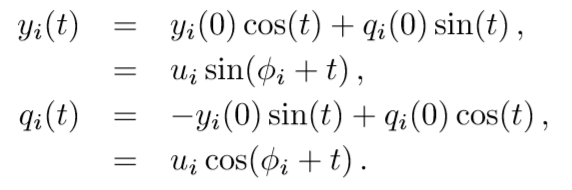 y_i(t) = y_i(0) cos(t) + q_i(0) sin(t) ,
= u_i sin(ϕ_i + t) ,
q_i(t) = −y_i(0) sin(t) + q_i(0) cos(t) ,
= u_i cos(ϕ_i + t) .